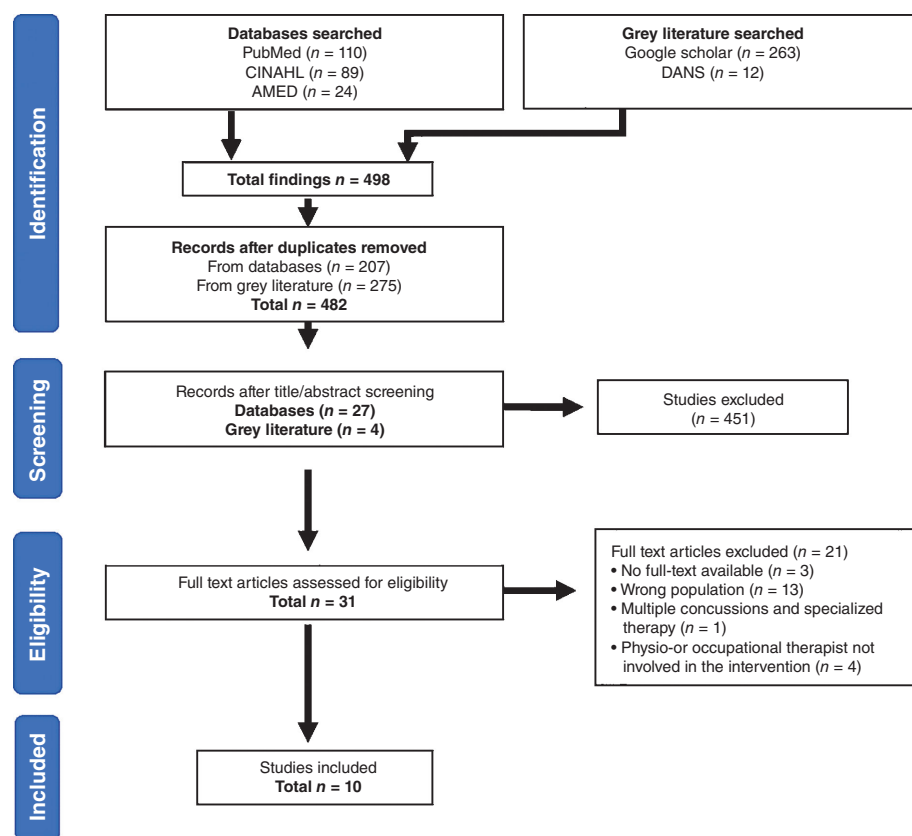 Identification
Databases searched
PubMed (n = 110)
CINAHL (n = 89)
AMED (n = 24)
Grey literature searched
Google scholar (n = 263)
DANS (n = 12)
Total findings n = 498
Records after duplicates removed
From databases (n = 207)
From grey literature (n = 275)
Total n = 482
Screening
Records after title/abstract screening
Databases (n = 27)
Grey literature (n = 4)
Studies excluded
(n = 451)
Eligibility
Full text articles assessed for eligibility
Total n = 31
Full text articles excluded (n = 21)
• No full-text available (n = 3)
• Wrong population (n = 13)
• Multiple concussions and specialized
therapy (n = 1)
• Physio-or occupational therapist not
involved in the intervention (n = 4)
Included
Studies included
Total n = 10